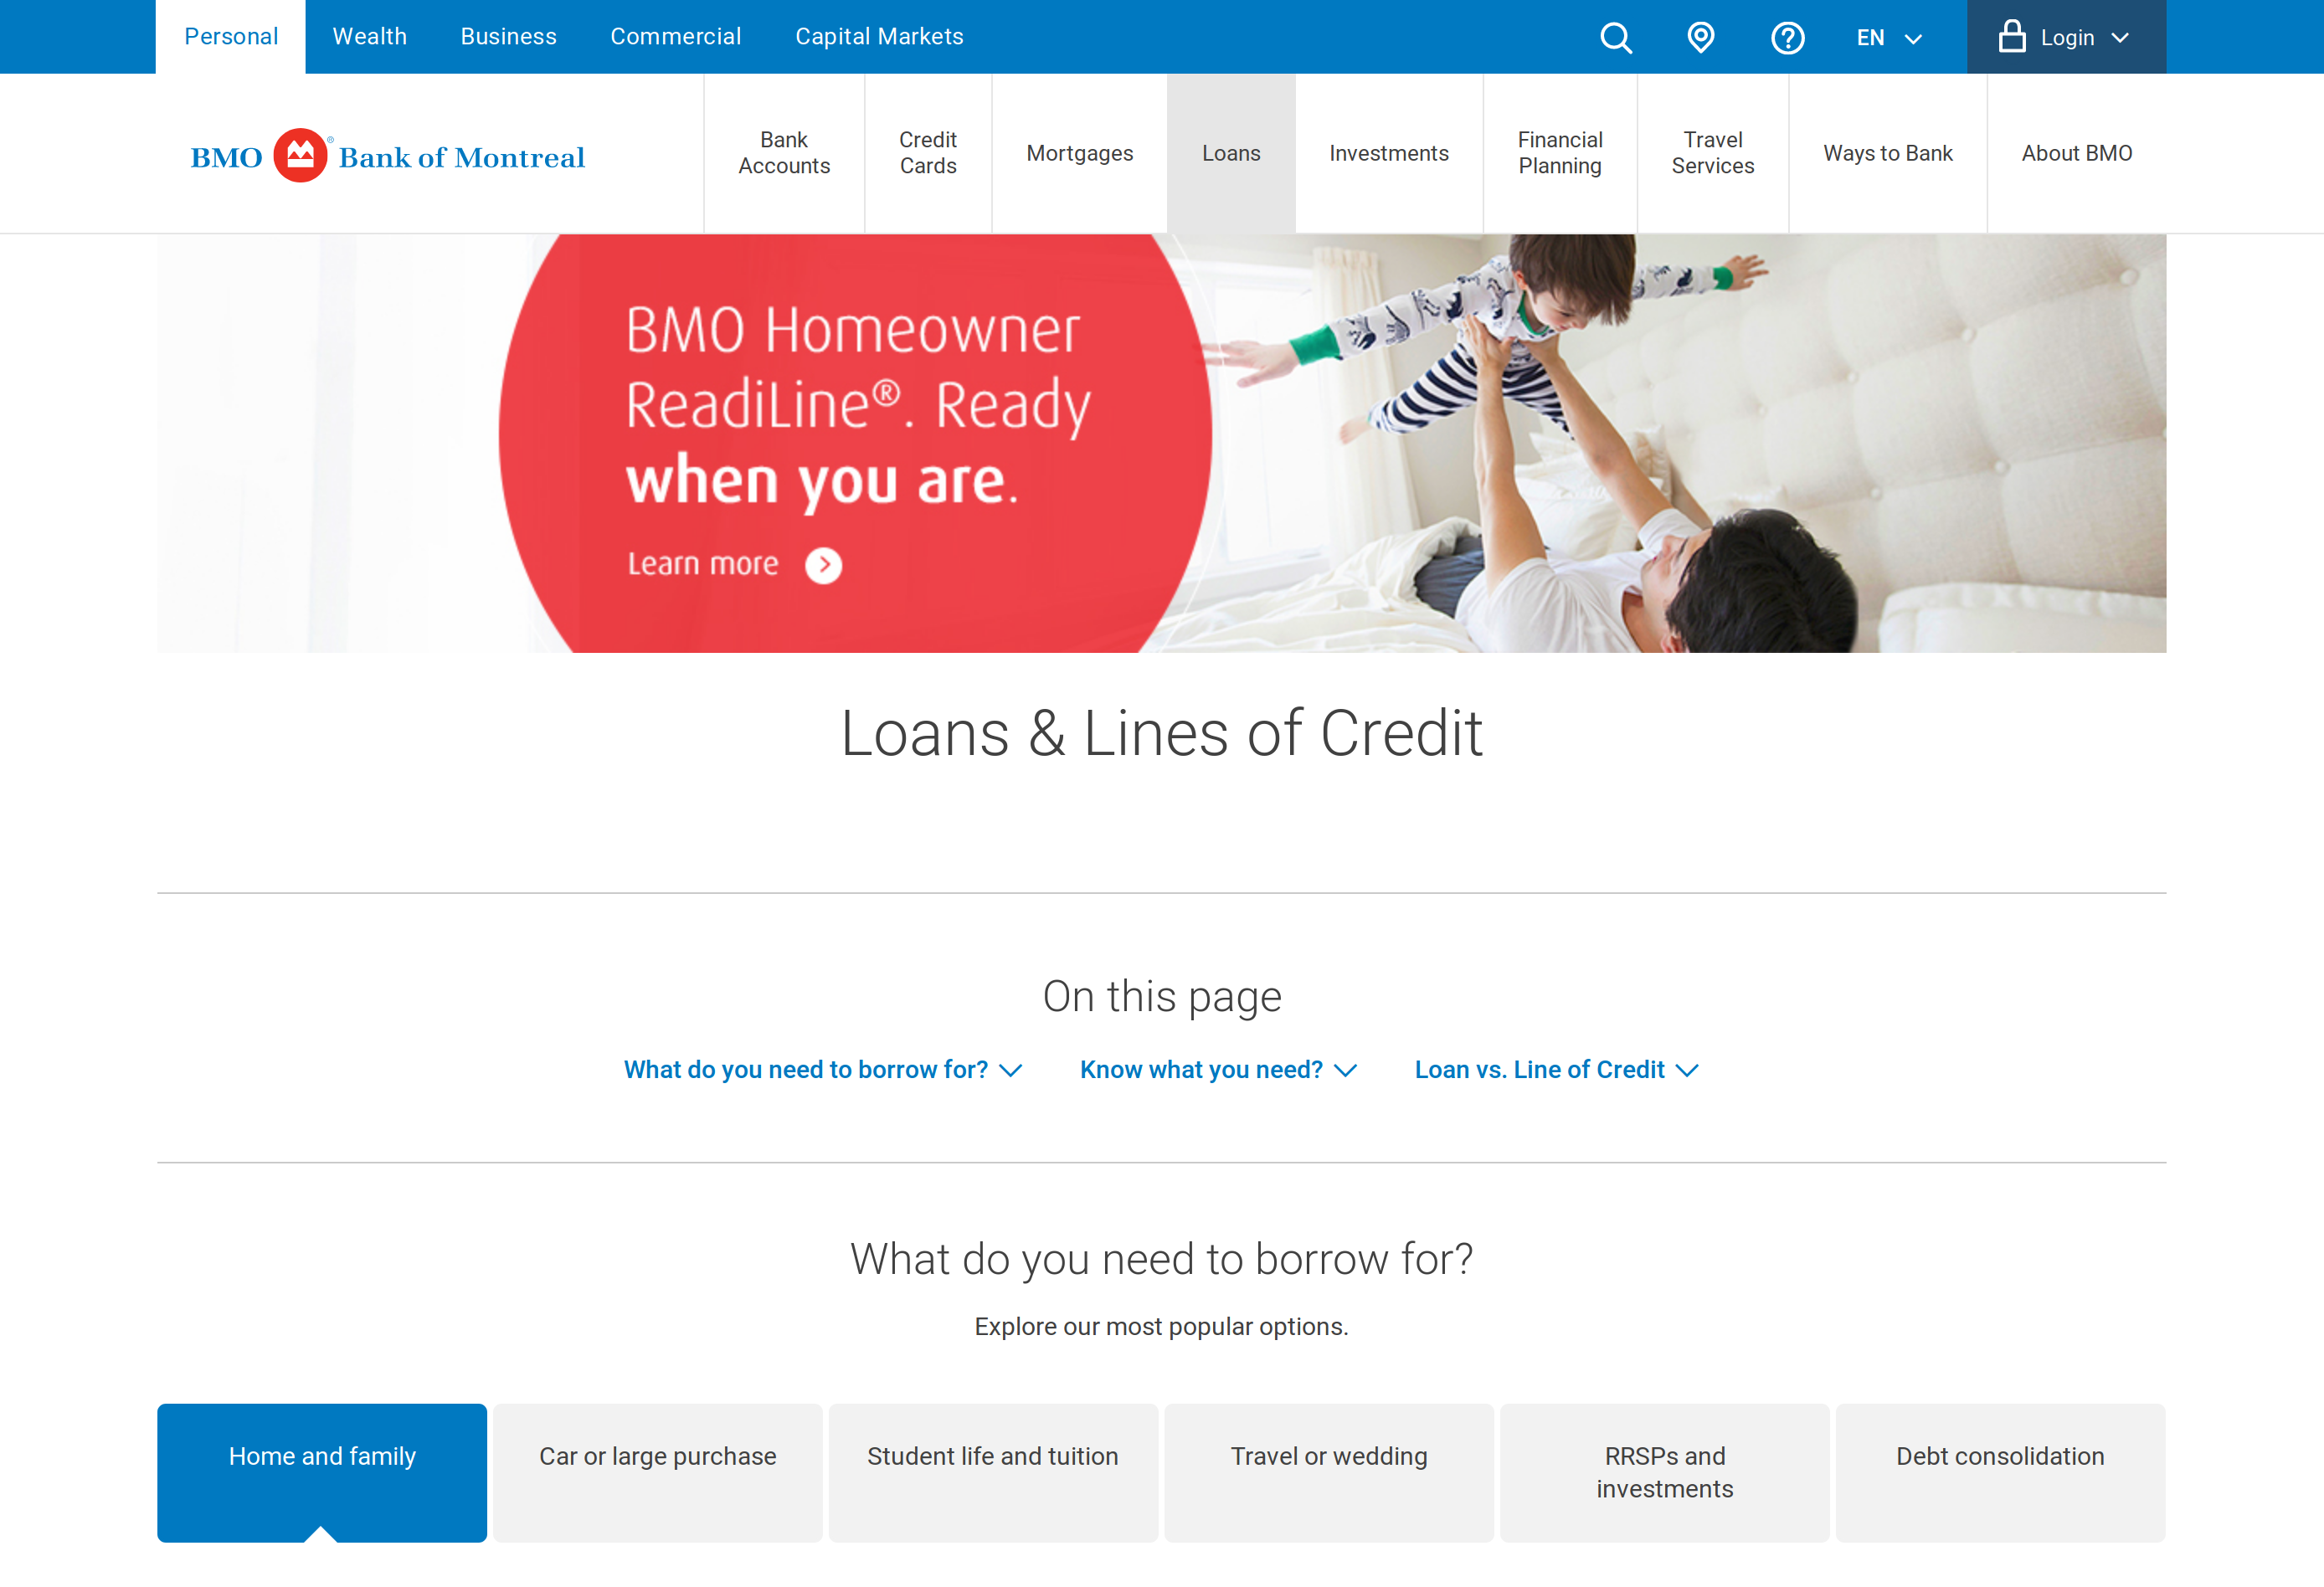 Personal Wealth Business Commercial Capital Markets EN Login
BMO ® Bank of Montreal
Bank
Accounts
Credit
Cards
Mortgages
Loans
Investments
Financial
Planning
Travel
Services
Ways to Bank
About BMO
BMO Homeowner
ReadiLine®. Ready
when you are.
Learn more
Loans & Lines of Credit
On this page
What do you need to borrow for? Know what you need? Loan vs. Line of Credit
What do you need to borrow for?
Explore our most popular options.
Home and family
Car or large purchase
Student life and tuition
Travel or wedding
RRSPs and
investments
Debt consolidation